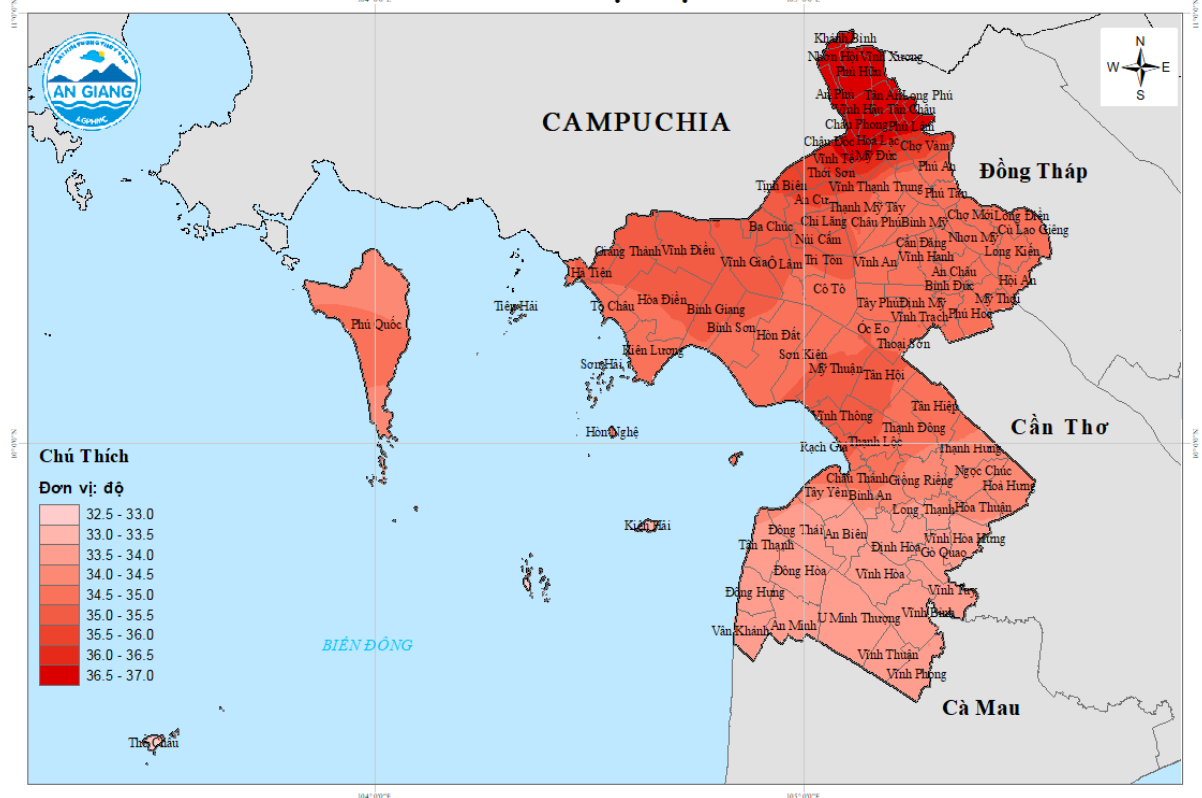 AN GIANG
N
W
E
S
CAMPUCHIA
Đồng Tháp
Cần Thơ
Cà Mau
BIỂN ĐÔNG
Khánh Bình
Nhơn Hội
Vĩnh Xương
Phú Hữu
An Phú
Tân An
Long Phú
Vĩnh Hậu
Tân Châu
Châu Phong
Phú Lâm
Châu Đốc
Hoà Lạc
Chợ Vàm
Vĩnh Tế
Mỹ Đức
Phú An
Thới Sơn
Tịnh Biên
Vĩnh Thạnh Trung
Phú Tân
An Cư
Thạnh Mỹ Tây
Chợ Mới
Long Điền
Ba Chúc
Chi Lăng
Châu Phú
Bình Mỹ
Cù Lao Giêng
Núi Cấm
Cần Đăng
Nhơn Mỹ
Giang Thành
Vĩnh Điều
Vĩnh Gia
Ô Lâm
Tri Tôn
Vĩnh An
Vĩnh Hanh
Long Kiến
Hà Tiên
An Châu
Hội An
Cô Tô
Bình Đức
Tiên Hải
Tô Châu
Hòa Điền
Bình Giang
Tây Phú
Định Mỹ
Mỹ Thới
Vĩnh Trạch
Phú Hoà
Phú Quốc
Bình Sơn
Hòn Đất
Óc Eo
Thoại Sơn
Kiên Lương
Sơn Kiên
Sơn Hải
Mỹ Thuận
Tân Hội
Tân Hiệp
Vĩnh Thông
Thạnh Đông
Hòn Nghệ
Rạch Giá
Thạnh Lộc
Thạnh Hưng
Ngọc Chúc
Châu Thành
Giồng Riềng
Hoà Hưng
Tây Yên
Bình An
Long Thạnh
Hòa Thuận
Kiên Hải
Đông Thái
An Biên
Vĩnh Hòa Hưng
Tân Thạnh
Định Hòa
Gò Quao
Đông Hòa
Vĩnh Hòa
Đông Hưng
Vĩnh Tuy
Vĩnh Bình
U Minh Thượng
Vân Khánh
An Minh
Vĩnh Thuận
Vĩnh Phong
Thổ Châu
Chú Thích
Đơn vị: độ
32.5 - 33.0
33.0 - 33.5
33.5 - 34.0
34.0 - 34.5
34.5 - 35.0
35.0 - 35.5
35.5 - 36.0
36.0 - 36.5
36.5 - 37.0